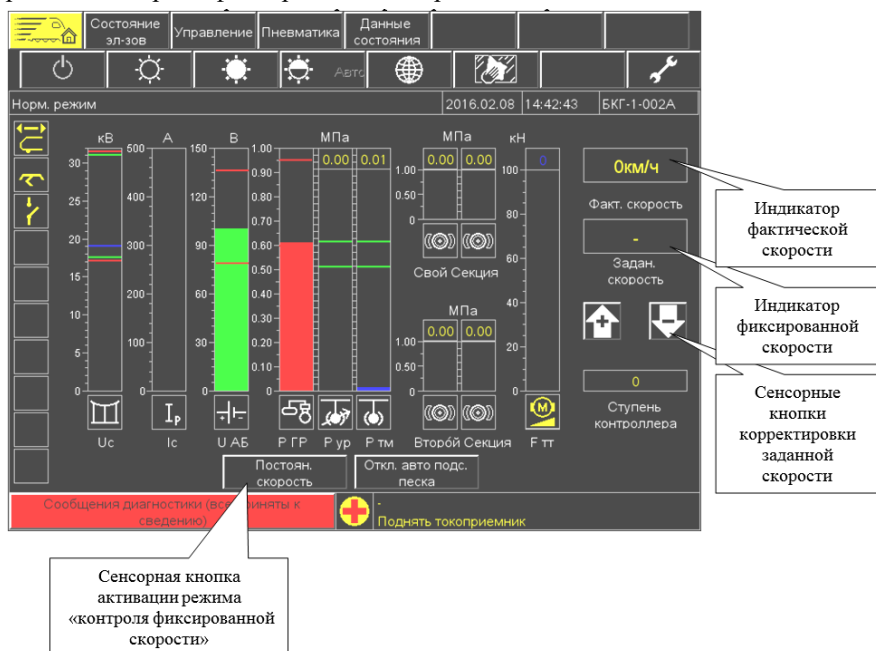 Состояние эл-зов
Управление
Пневматика
Данные состояния
Авто
Норм. режим
2016.02.08
14:42:43
БКГ-1-002А
кВ
А
В
МПа
МПа
кН
30
25
20
15
10
5
0
500
400
300
200
100
0
150
120
90
60
30
0
1.00
0.90
0.80
0.70
0.60
0.50
0.40
0.30
0.20
0.10
0
0.00
0.01
0.00
0.00
1.00
0.50
0
Свой Секция
МПа
0.00
0.00
1.00
0.50
0
Второй Секция
0
100
80
60
40
20
0
Uc
Ic
U АБ
Р ГР
Р ур
Р тм
F тт
0км/ч
Факт. скорость
-
Задан.
скорость
0
Ступень
контроллера
Постоян.
скорость
Откл. авто подс.
песка
Сообщения диагностики (все приняты к
сведению)
-
Поднять токоприемник
Индикатор
фактической
скорости
Индикатор
фиксированной
скорости
Сенсорные
кнопки
корректировки
заданной
скорости
Сенсорная кнопка
активации режима
«контроля фиксированной
скорости»